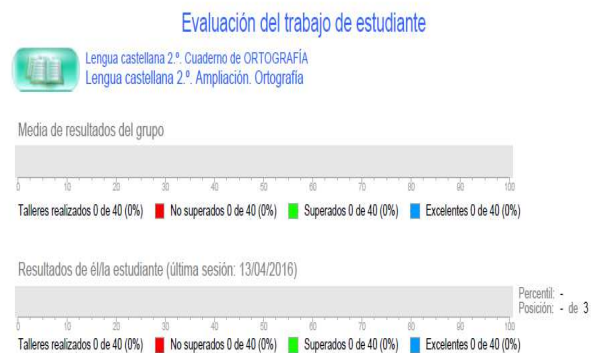 Evaluación del trabajo de estudiante
Lengua castellana 2.º. Cuaderno de ORTOGRAFÍA
Lengua castellana 2.º. Ampliación. Ortografía
Media de resultados del grupo
0 10 20 30 40 50 60 70 80 90 100
Talleres realizados 0 de 40 (0%) No superados 0 de 40 (0%) Superados 0 de 40 (0%) Excelentes 0 de 40 (0%)
Resultados de él/la estudiante (última sesión: 13/04/2016)
Percentil: -
Posición: - de 3
0 10 20 30 40 50 60 70 80 90 100
Talleres realizados 0 de 40 (0%) No superados 0 de 40 (0%) Superados 0 de 40 (0%) Excelentes 0 de 40 (0%)